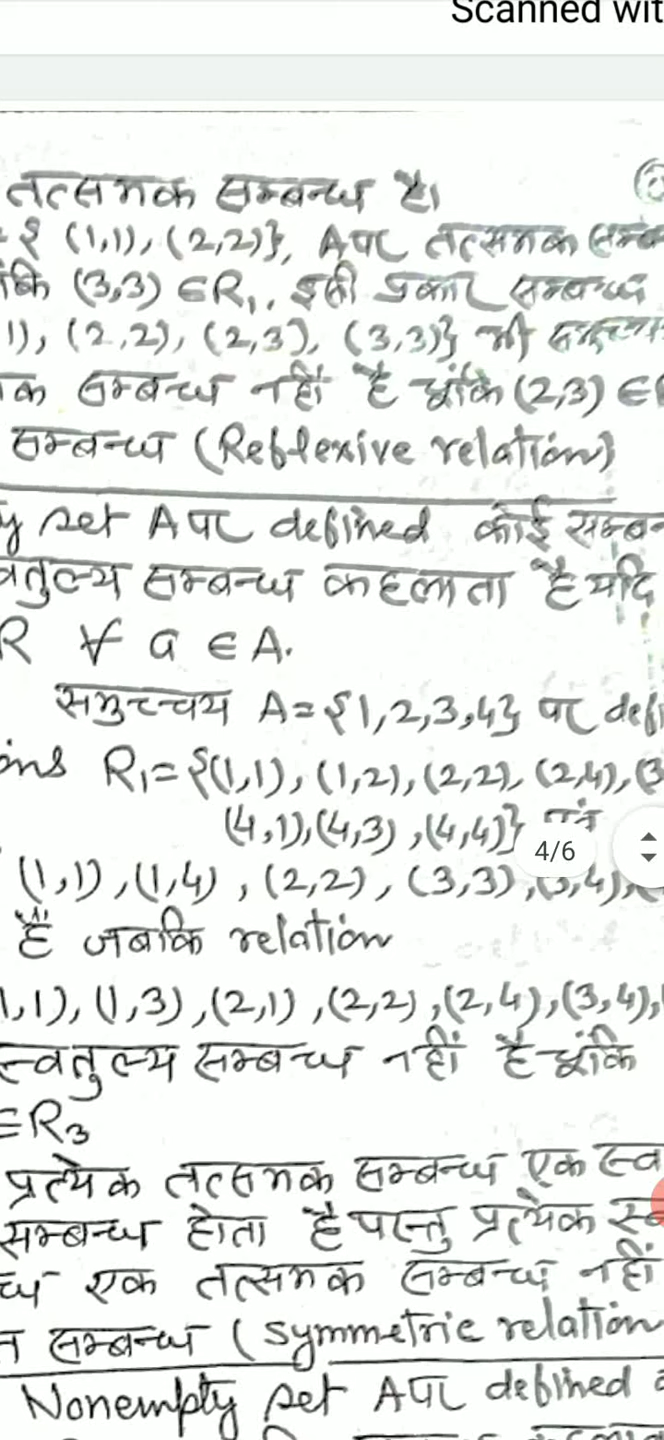 Scanned wit
तत्समक सम्बन्ध है।
= { (1,1), (2,2)}, A पर तत्समक सम्ब
कि (3,3) ∈R₁, इसी प्रकार सम्बन्ध
1), (2,2), (2,3), (3,3)} भी
क सम्बन्ध नहीं है चूंकि (2,3) ∈
सम्बन्ध (Reflexive relation)
y set A पर defined कोई सम्बन
वतुल्य सम्बन्ध कहलाता है यदि
R ∀ a ∈ A.
समुच्चय A = {1,2,3,4} पर defi
ons R₁ = {(1,1), (1,2), (2,2), (2,4), (3
(4,1), (4,3), (4,4)}
4/6
(1,1), (1,4), (2,2), (3,3), (3,4),
हैं जबकि relation
1,1), (1,3), (2,1), (2,2), (2,4), (3,4),
स्वतुल्य सम्बन्ध नहीं है चूंकि
∈R₃
प्रत्येक तत्समक सम्बन्ध एक स्व
सम्बन्ध होता है परन्तु प्रत्येक स्व
ध एक तत्समक सम्बन्ध नहीं
त सम्बन्ध (symmetric relation
Nonempty set A पर defined